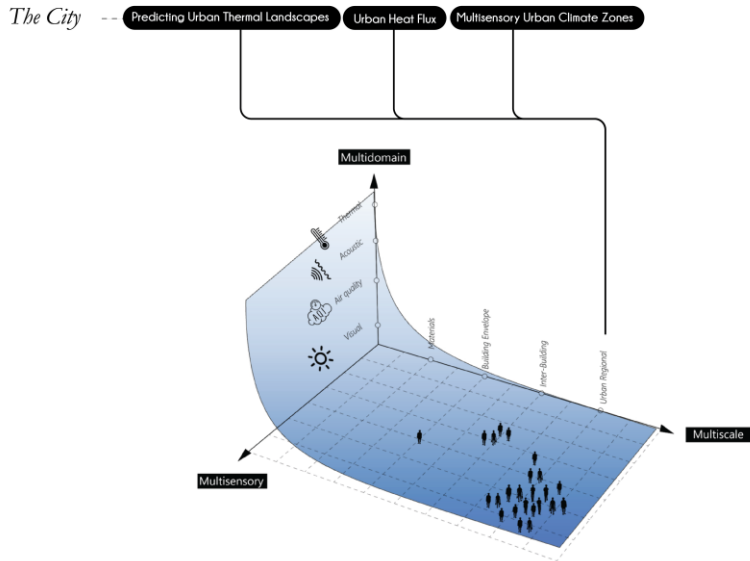 The City
Predicting Urban Thermal Landscapes
Urban Heat Flux
Multisensory Urban Climate Zones
Multidomain
Thermal
Acoustic
Air quality
AQI
Visual
Materials
Building Envelope
Inter-Building
Urban Regional
Multiscale
Multisensory